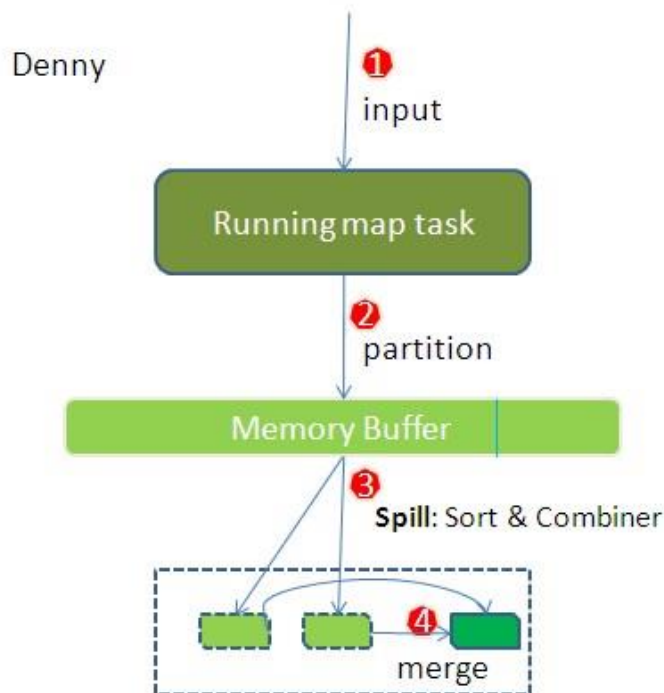 Denny
1
input
Running map task
2
partition
Memory Buffer
3
Spill: Sort & Combiner
4
merge